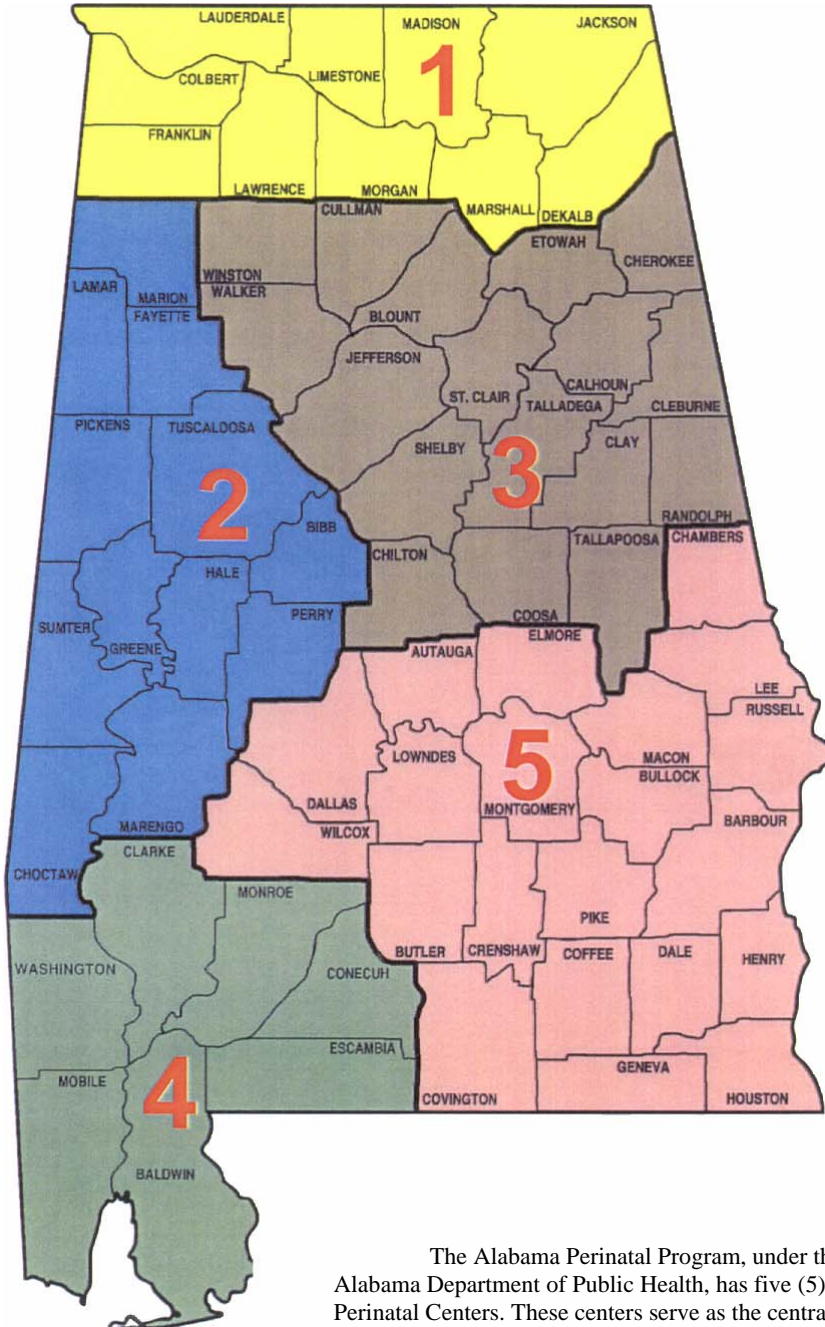 LAUDERDALE
MADISON
JACKSON
1
COLBERT
LIMESTONE
FRANKLIN
LAWRENCE
MORGAN
MARSHALL
DEKALB
CULLMAN
ETOWAH
CHEROKEE
WINSTON
WALKER
LAMAR
MARION
FAYETTE
BLOUNT
JEFFERSON
ST. CLAIR
CALHOUN
TALLADEGA
CLEBURNE
PICKENS
TUSCALOOSA
SHELBY
CLAY
2
3
BIBB
RANDOLPH
CHILTON
TALLAPOOSA
CHAMBERS
HALE
SUMTER
GREENE
PERRY
COOSA
ELMORE
AUTAUGA
LEE
RUSSELL
LOWNDES
5
MACON
BULLOCK
DALLAS
MONTGOMERY
WILCOX
BARBOUR
MARENGO
CLARKE
CHOCTAW
MONROE
PIKE
BUTLER
CRENSHAW
COFFEE
DALE
HENRY
WASHINGTON
CONECUH
ESCAMBIA
MOBILE
4
GENEVA
COVINGTON
HOUSTON
BALDWIN
The Alabama Perinatal Program, under th
Alabama Department of Public Health, has five (5)
Perinatal Centers. These centers serve as the centra